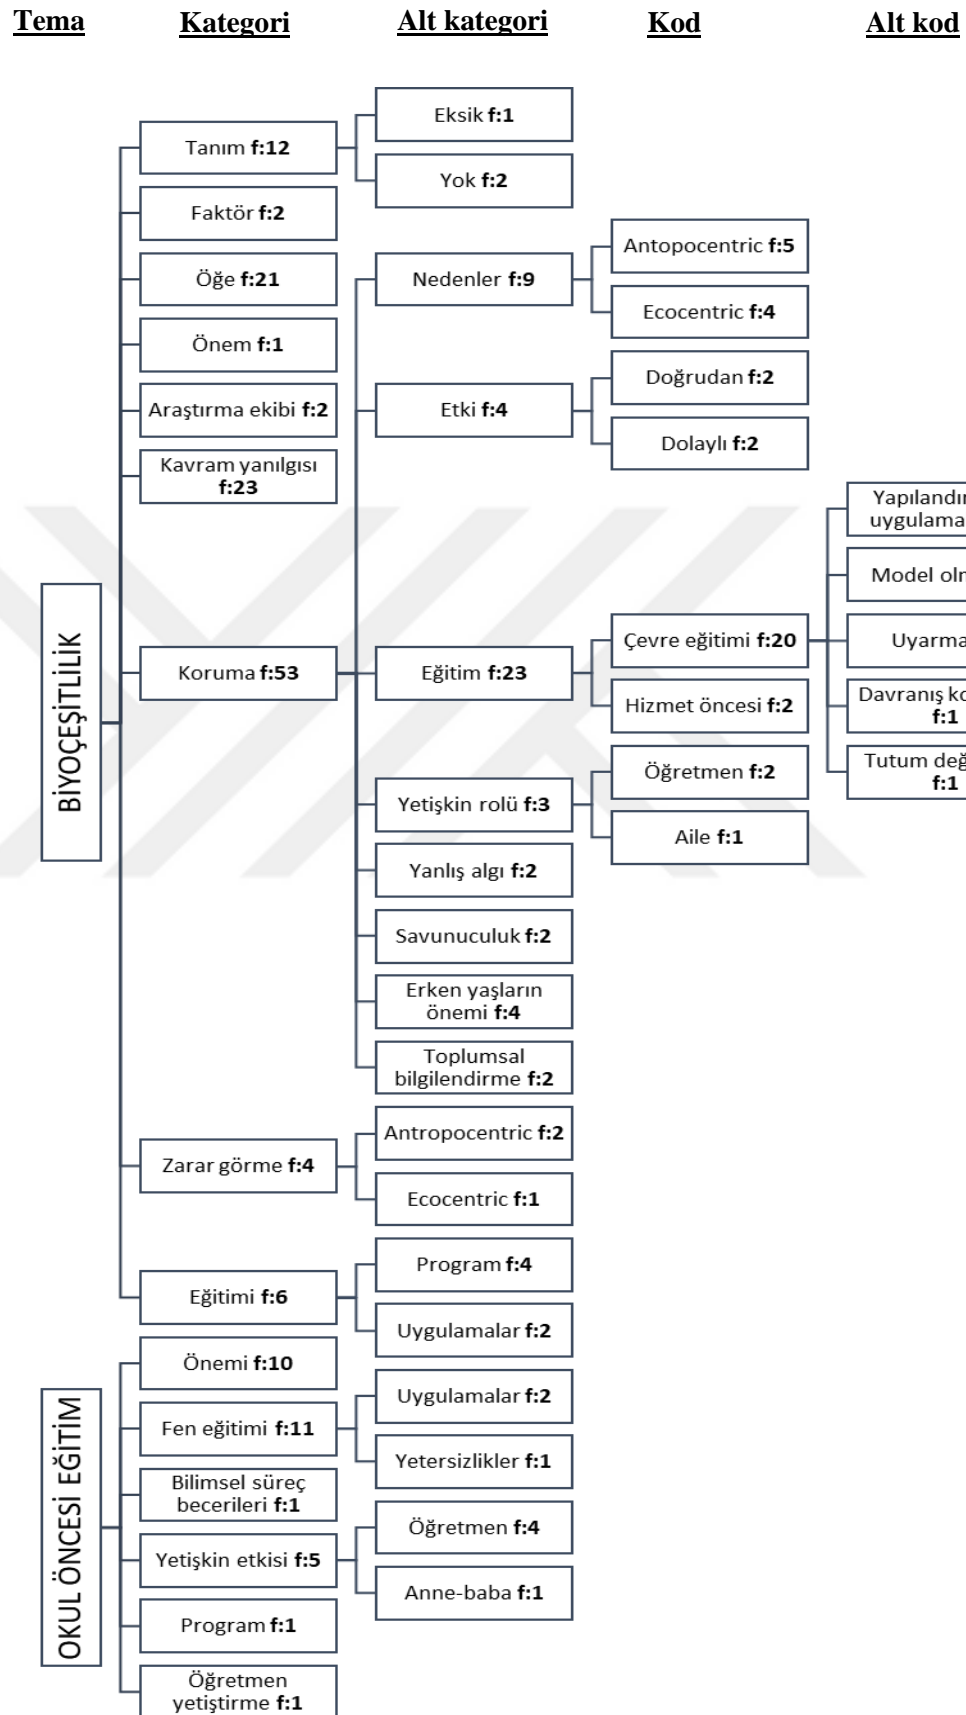 Tema Kategori Alt kategori Kod Alt kod
BİYOÇEŞİTLİLİK
Tanım f:12
Eksik f:1
Yok f:2
Faktör f:2
Öğe f:21
Önem f:1
Araştırma ekibi f:2
Kavram yanılgısı
f:23
Koruma f:53
Nedenler f:9
Antopocentric f:5
Ecocentric f:4
Etki f:4
Doğrudan f:2
Dolaylı f:2
Eğitim f:23
Çevre eğitimi f:20
Model
Uyarma
Davranış
f:1
Tutum
f:1
Hizmet öncesi f:2
Yetişkin rolü f:3
Öğretmen f:2
Aile f:1
Yanlış algı f:2
Savunuculuk f:2
Erken yaşların
önemi f:4
Toplumsal
bilgilendirme f:2
Zarar görme f:4
Antropocentric f:2
Ecocentric f:1
Eğitimi f:6
Program f:4
Uygulamalar f:2
OKUL ÖNCESİ EĞİTİM
Önemi f:10
Fen eğitimi f:11
Uygulamalar f:2
Yetersizlikler f:1
Bilimsel süreç
becerileri f:1
Yetişkin etkisi f:5
Öğretmen f:4
Anne-baba f:1
Program f:1
Öğretmen
yetiştirme f:1